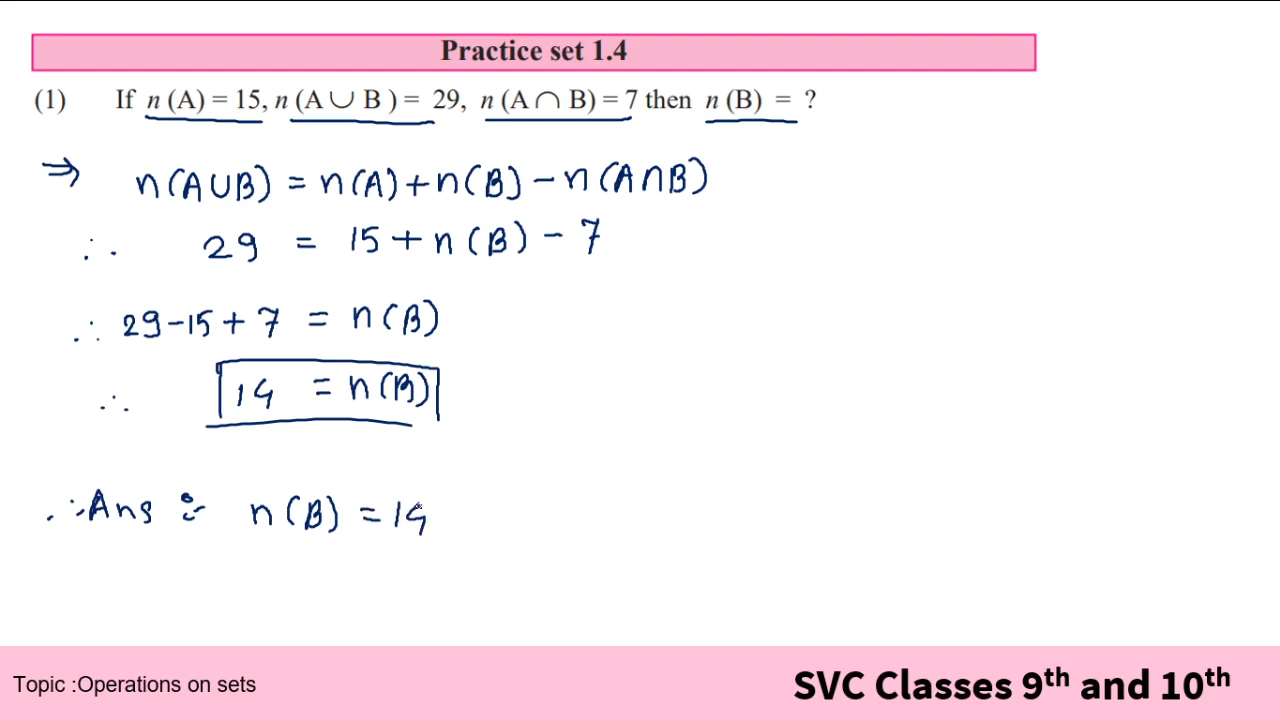 Practice set 1.4
(1) If n (A) = 15, n (A ∪ B ) = 29, n (A ∩ B) = 7 then n (B) = ?
⇒ n(A∪B) = n(A)+n(B) - n(A∩B)
∴ 29 = 15 + n(B) - 7
∴ 29-15+7 = n(B)
∴ 14 = n(B)
∴ Ans :- n(B) = 14
Topic :Operations on sets
SVC Classes 9th and 10th